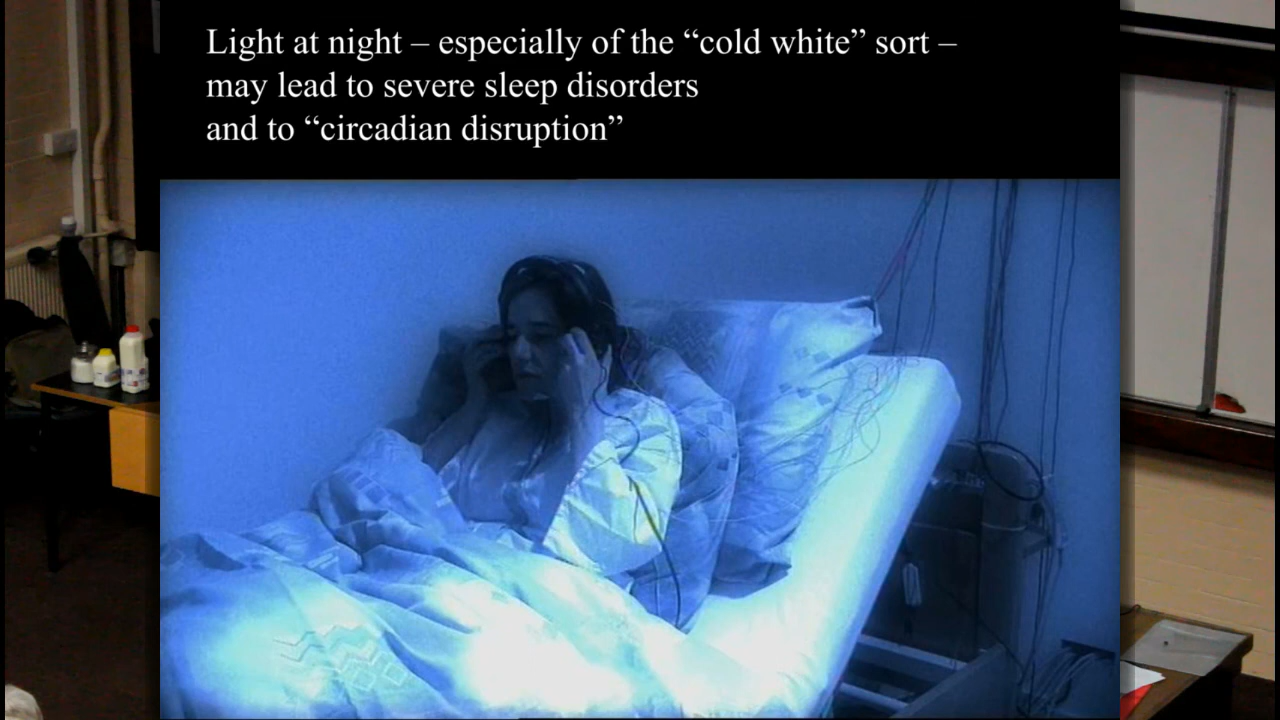 Light at night – especially of the “cold white” sort –
may lead to severe sleep disorders
and to “circadian disruption”